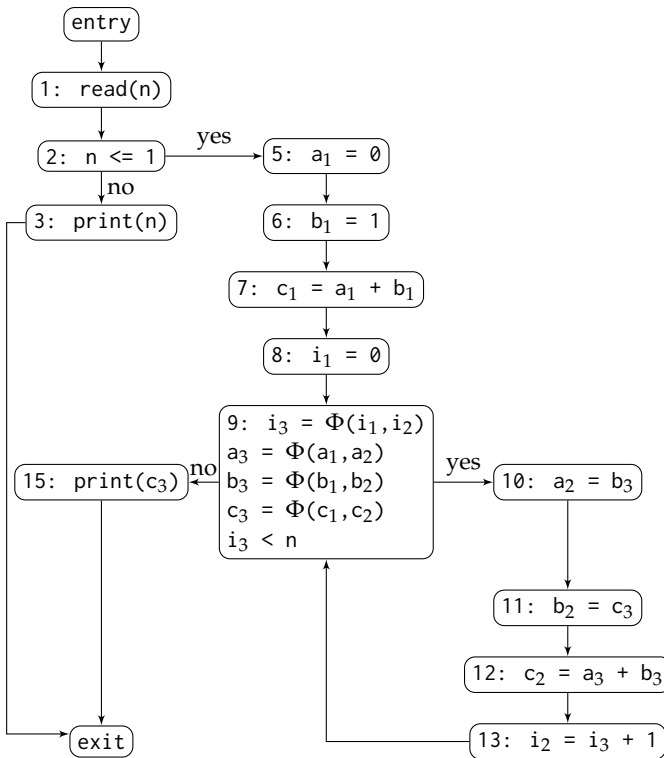 entry
1: read(n)
2: n <= 1
yes
no
3: print(n)
5: a₁ = 0
6: b₁ = 1
7: c₁ = a₁ + b₁
8: i₁ = 0
9: i₃ = Φ(i₁,i₂)
a₃ = Φ(a₁,a₂)
b₃ = Φ(b₁,b₂)
c₃ = Φ(c₁,c₂)
i₃ < n
no
15: print(c₃)
yes
10: a₂ = b₃
11: b₂ = c₃
12: c₂ = a₃ + b₃
13: i₂ = i₃ + 1
exit